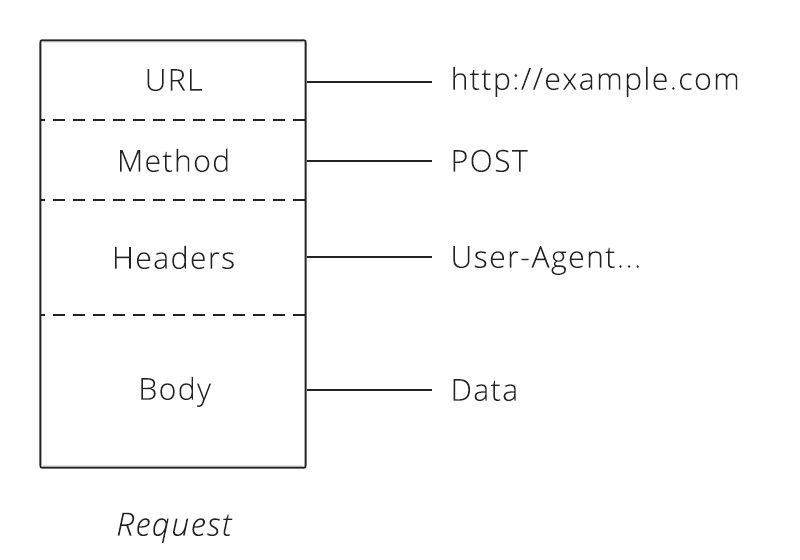 URL
http://example.com
Method
POST
Headers
User-Agent...
Body
Data
Request